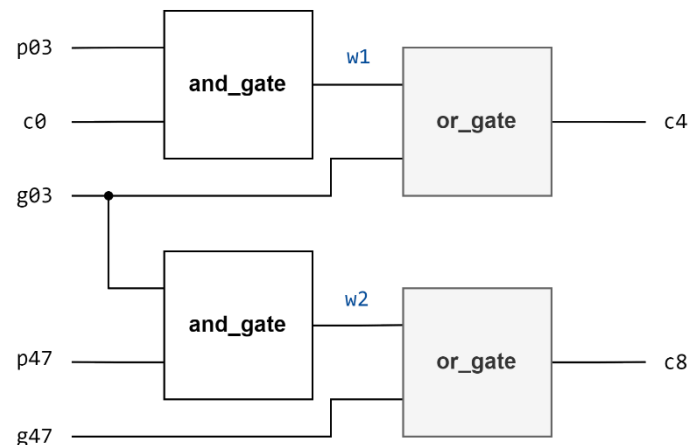 p03
w1
and_gate
c0
or_gate
c4
g03
w2
and_gate
p47
or_gate
c8
g47